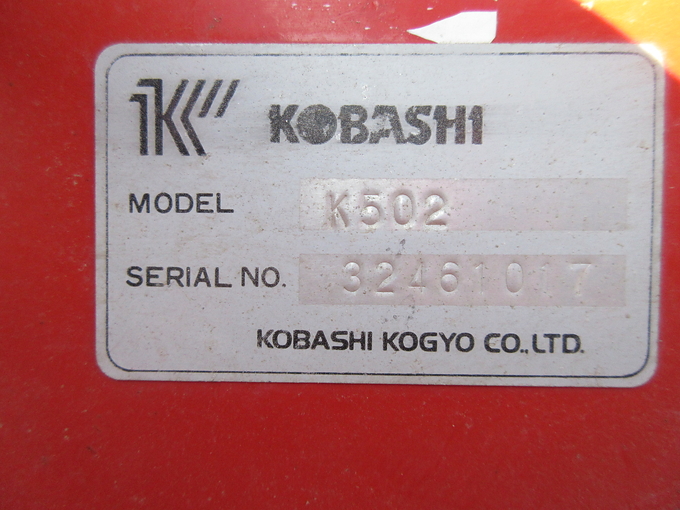 KOBASHI
MODEL K502
SERIAL NO. 32461017
KOBASHI KOGYO CO.,LTD.